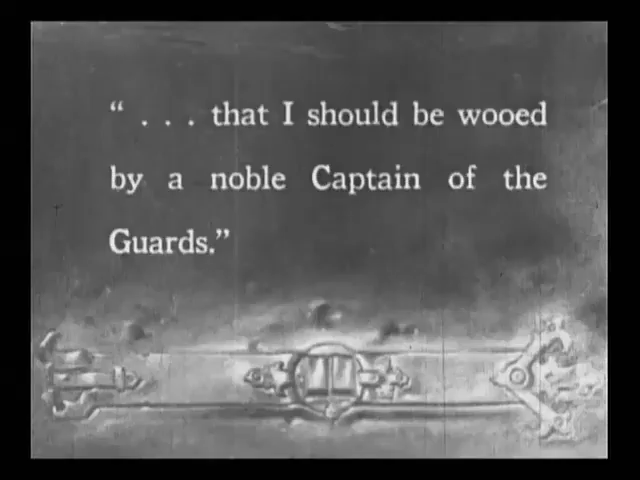 “ . . . that I should be wooed
by a noble Captain of the
Guards.”